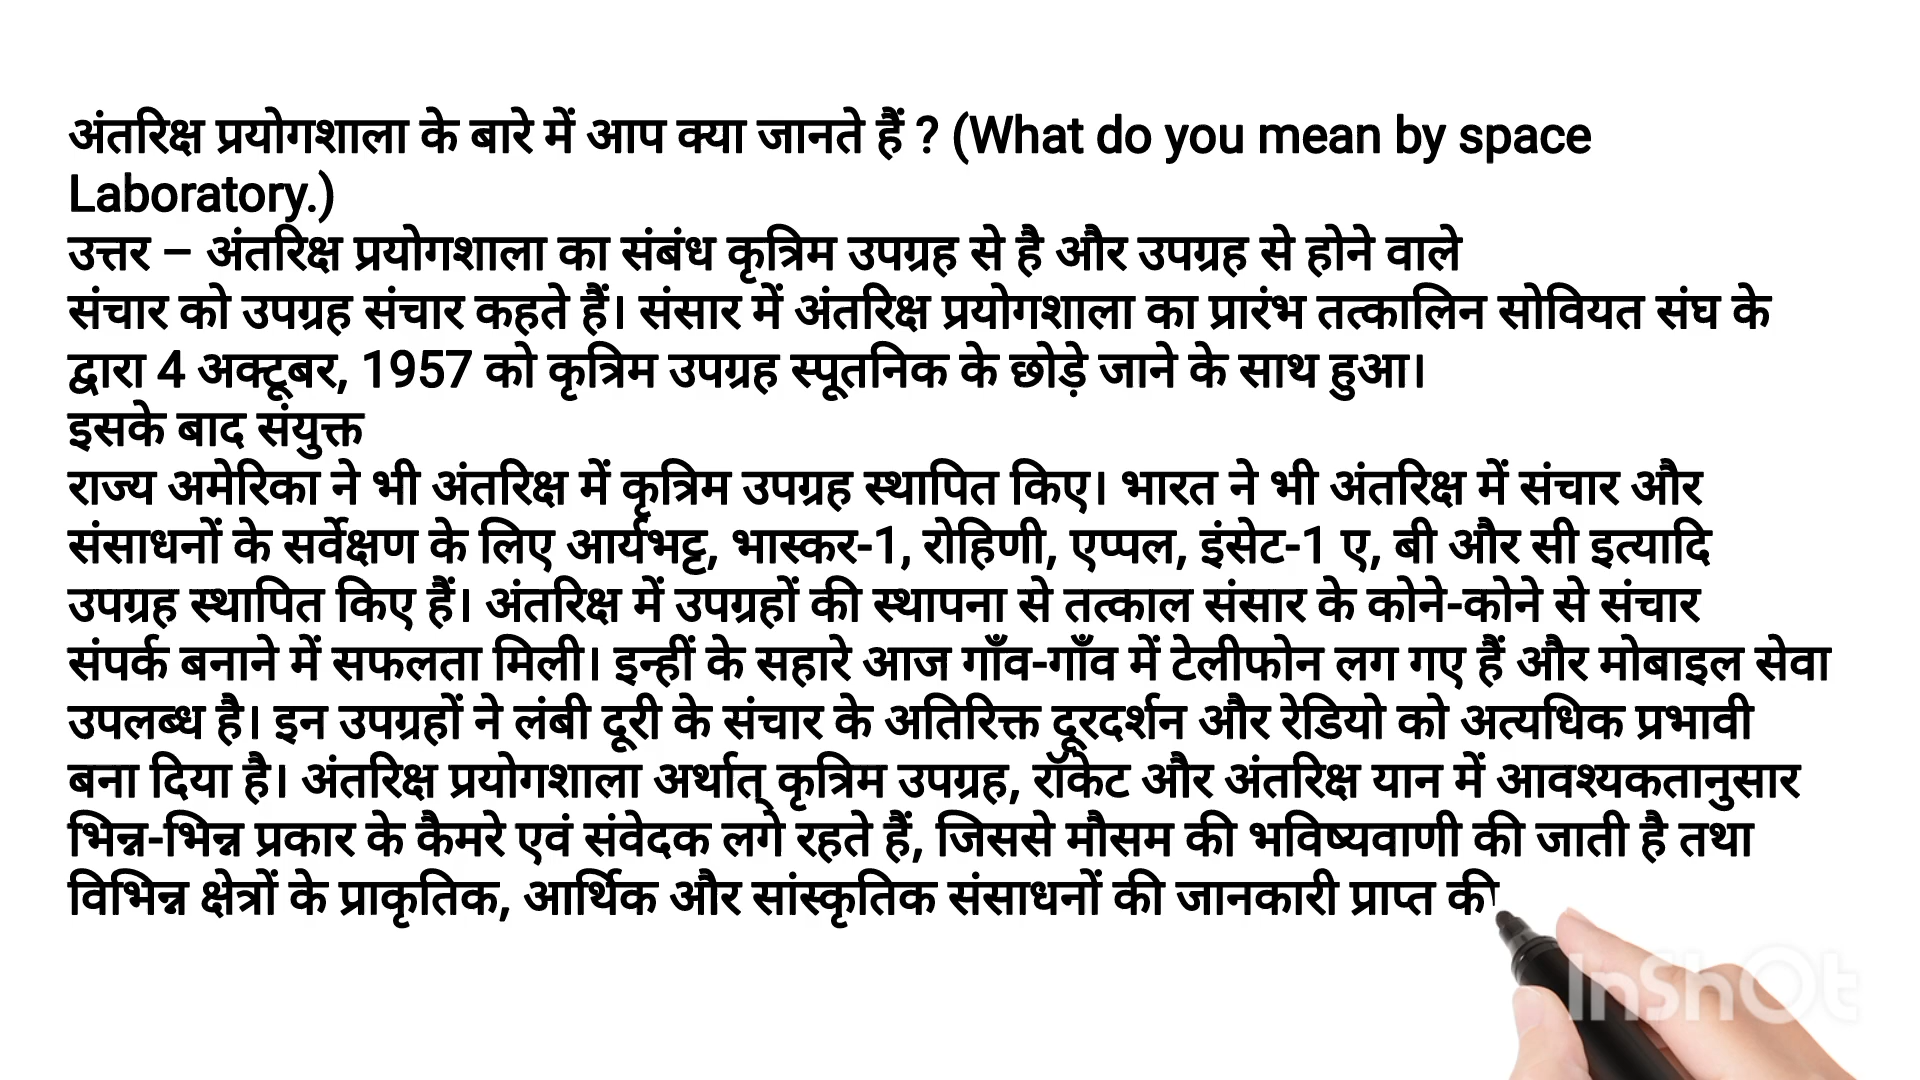 अंतरिक्ष प्रयोगशाला के बारे में आप क्या जानते हैं ? (What do you mean by space
Laboratory.)
उत्तर – अंतरिक्ष प्रयोगशाला का संबंध कृत्रिम उपग्रह से है और उपग्रह से होने वाले
संचार को उपग्रह संचार कहते हैं। संसार में अंतरिक्ष प्रयोगशाला का प्रारंभ तत्कालिन सोवियत संघ के
द्वारा 4 अक्टूबर, 1957 को कृत्रिम उपग्रह स्पूतनिक के छोड़े जाने के साथ हुआ।
इसके बाद संयुक्त
राज्य अमेरिका ने भी अंतरिक्ष में कृत्रिम उपग्रह स्थापित किए। भारत ने भी अंतरिक्ष में संचार और
संसाधनों के सर्वेक्षण के लिए आर्यभट्ट, भास्कर-1, रोहिणी, एप्पल, इंसेट-1 ए, बी और सी इत्यादि
उपग्रह स्थापित किए हैं। अंतरिक्ष में उपग्रहों की स्थापना से तत्काल संसार के कोने-कोने से संचार
संपर्क बनाने में सफलता मिली। इन्हीं के सहारे आज गाँव-गाँव में टेलीफोन लग गए हैं और मोबाइल सेवा
उपलब्ध है। इन उपग्रहों ने लंबी दूरी के संचार के अतिरिक्त दूरदर्शन और रेडियो को अत्यधिक प्रभावी
बना दिया है। अंतरिक्ष प्रयोगशाला अर्थात् कृत्रिम उपग्रह, रॉकेट और अंतरिक्ष यान में आवश्यकतानुसार
भिन्न-भिन्न प्रकार के कैमरे एवं संवेदक लगे रहते हैं, जिससे मौसम की भविष्यवाणी की जाती है तथा
विभिन्न क्षेत्रों के प्राकृतिक, आर्थिक और सांस्कृतिक संसाधनों की जानकारी प्राप्त की
InShOt